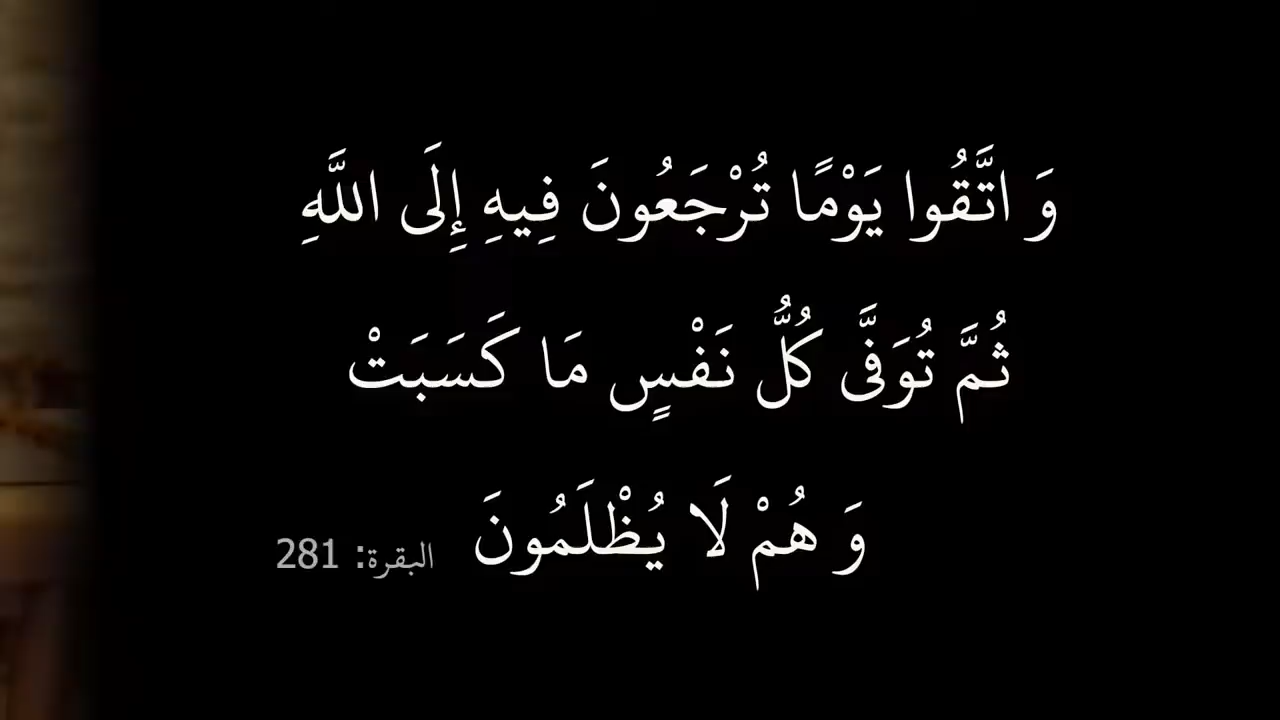 وَ اتَّقُوا يَوْمًا تُرْجَعُونَ فِيهِ إِلَى اللَّهِ
ثُمَّ تُوَفَّى كُلُّ نَفْسٍ مَا كَسَبَتْ
وَ هُمْ لَا يُظْلَمُونَ البقرة: 281